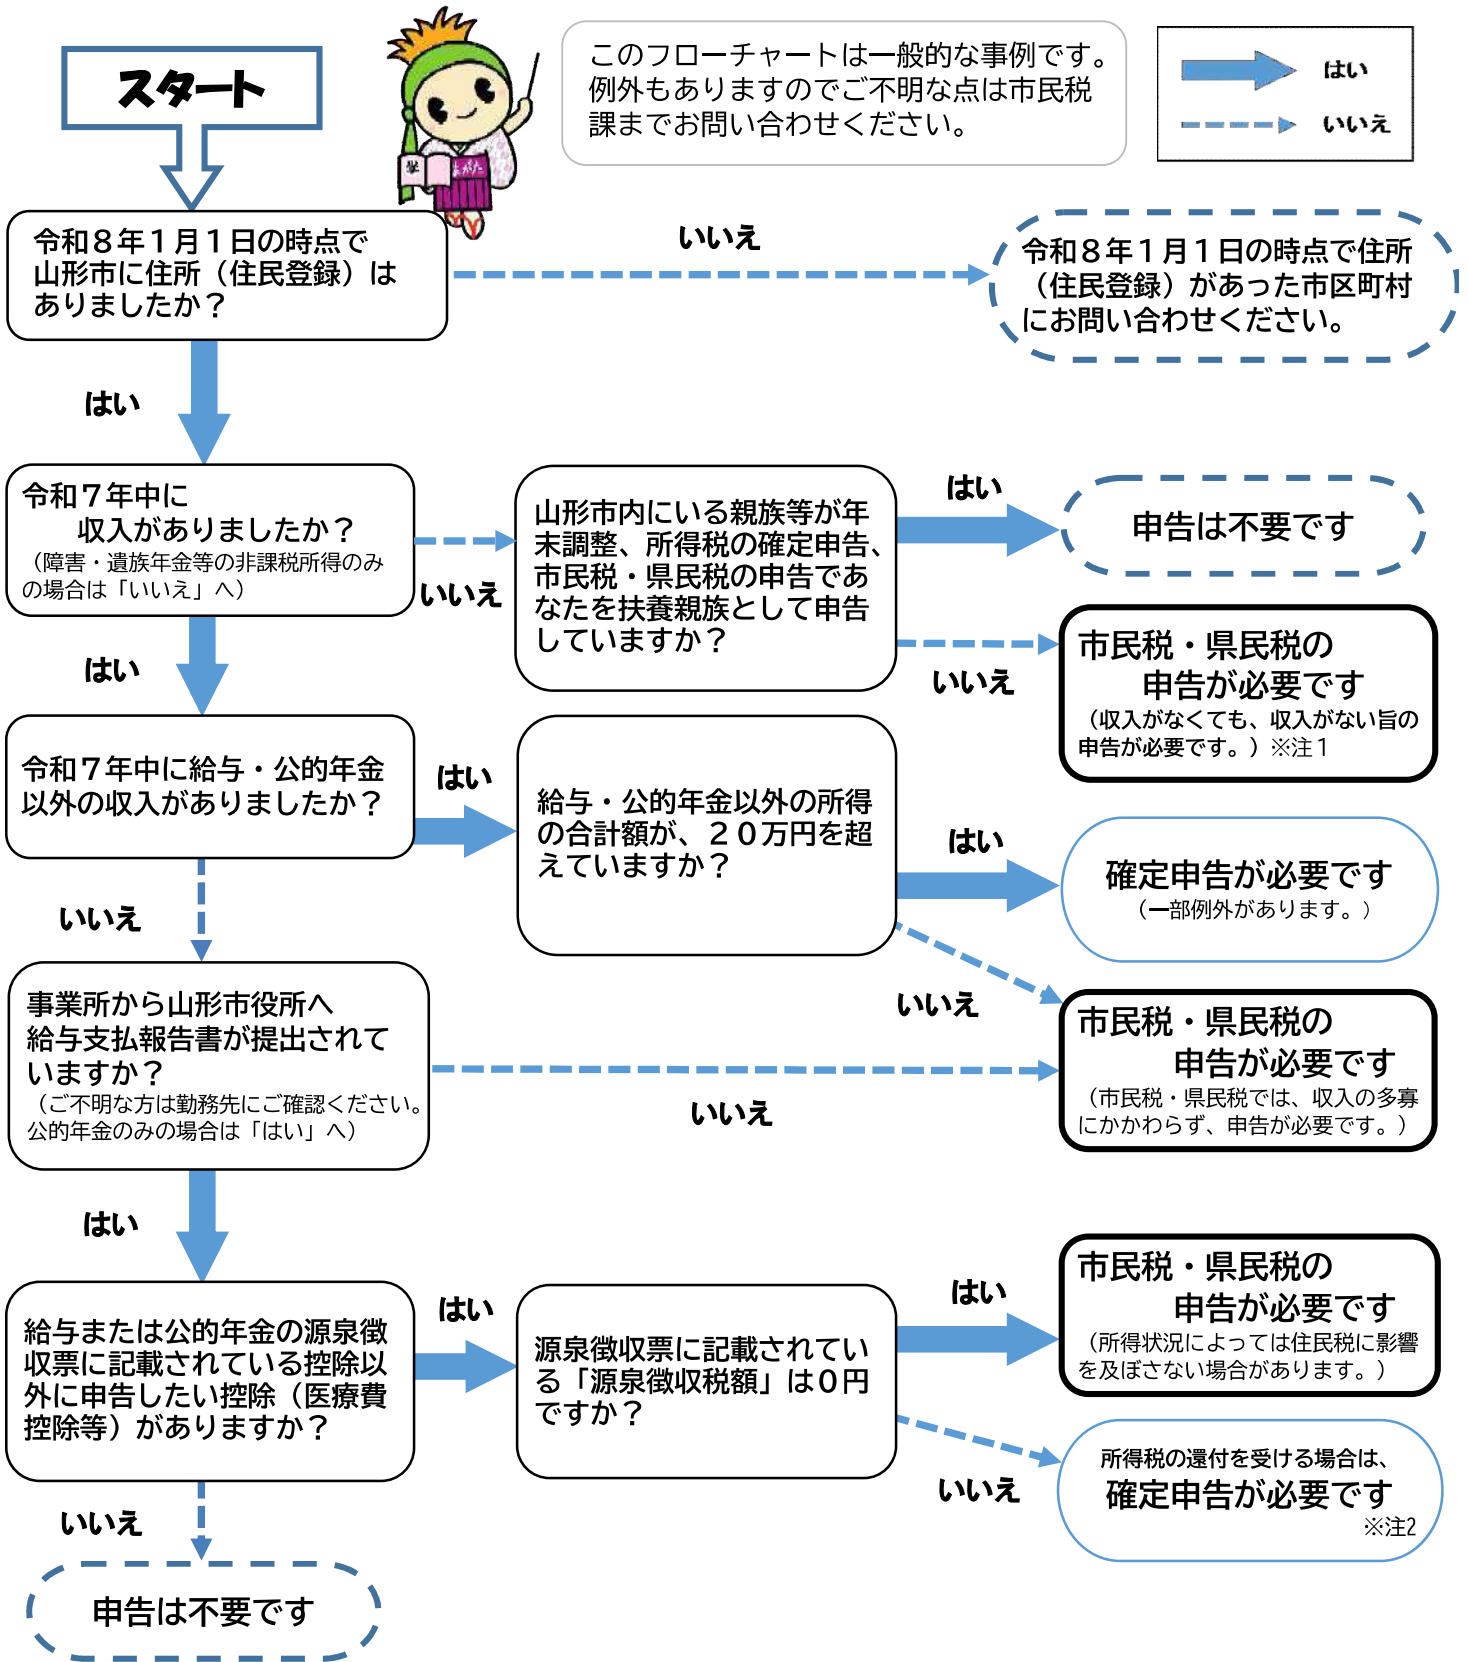 スタート
このフローチャートは一般的な事例です。
例外もありますのでご不明な点は市民税
課までお問い合わせください。
はい
いいえ
学
令和８年１月１日の時点で
山形市に住所（住民登録）は
ありましたか？
いいえ
令和８年１月１日の時点で住所
（住民登録）があった市区町村
にお問い合わせください。
はい
令和７年中に
収入がありましたか？
（障害・遺族年金等の非課税所得のみ
の場合は「いいえ」へ）
いいえ
山形市内にいる親族等が年
末調整、所得税の確定申告、
市民税・県民税の申告であ
なたを扶養親族として申告
していますか？
はい
申告は不要です
いいえ
市民税・県民税の
申告が必要です
（収入がなくても、収入がない旨の
申告が必要です。）※注１
はい
令和７年中に給与・公的年金
以外の収入がありましたか？
はい
給与・公的年金以外の所得
の合計額が、２０万円を超
えていますか？
はい
確定申告が必要です
（一部例外があります。）
いいえ
いいえ
事業所から山形市役所へ
給与支払報告書が提出されて
いますか？
（ご不明な方は勤務先にご確認ください。
公的年金のみの場合は「はい」へ）
いいえ
市民税・県民税の
申告が必要です
（市民税・県民税では、収入の多寡
にかかわらず、申告が必要です。）
はい
給与または公的年金の源泉徴
収票に記載されている控除以
外に申告したい控除（医療費
控除等）がありますか？
はい
源泉徴収票に記載されてい
る「源泉徴収税額」は０円
ですか？
はい
市民税・県民税の
申告が必要です
（所得状況によっては住民税に影響
を及ぼさない場合があります。）
いいえ
所得税の還付を受ける場合は、
確定申告が必要です
※注2
いいえ
申告は不要です